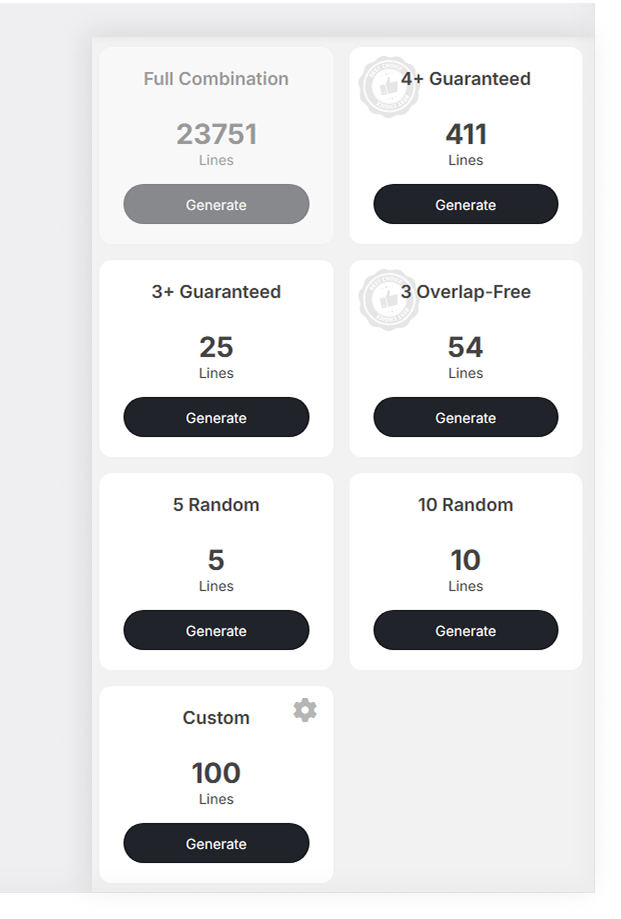 Full Combination
23751
Lines
Generate
4+ Guaranteed
411
Lines
Generate
3+ Guaranteed
25
Lines
Generate
3 Overlap-Free
54
Lines
Generate
5 Random
5
Lines
Generate
10 Random
10
Lines
Generate
Custom
100
Lines
Generate